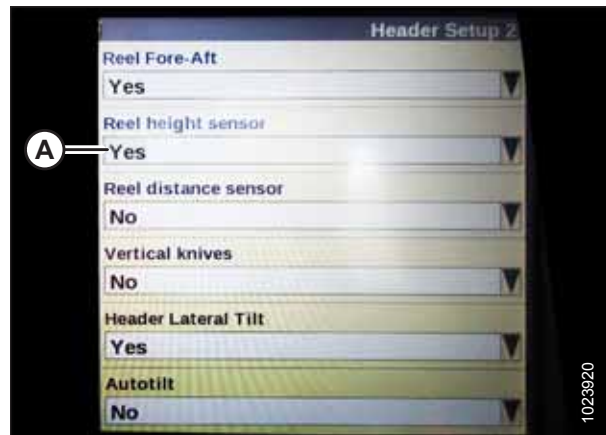 Header Setup 2
Reel Fore-Aft
Yes
Reel height sensor
A
Yes
Reel distance sensor
No
Vertical knives
No
Header Lateral Tilt
Yes
Autotilt
No
1023920